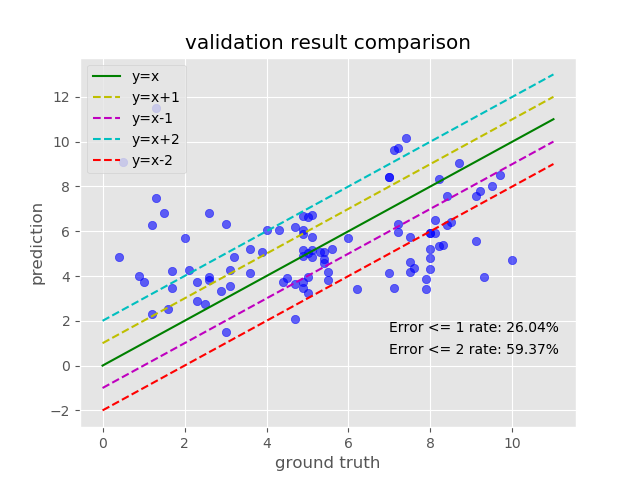 validation result comparison
y=x
y=x+1
y=x-1
y=x+2
y=x-2
12
10
8
6
4
2
0
−2
prediction
Error <= 1 rate: 26.04%
Error <= 2 rate: 59.37%
0 2 4 6 8 10
ground truth